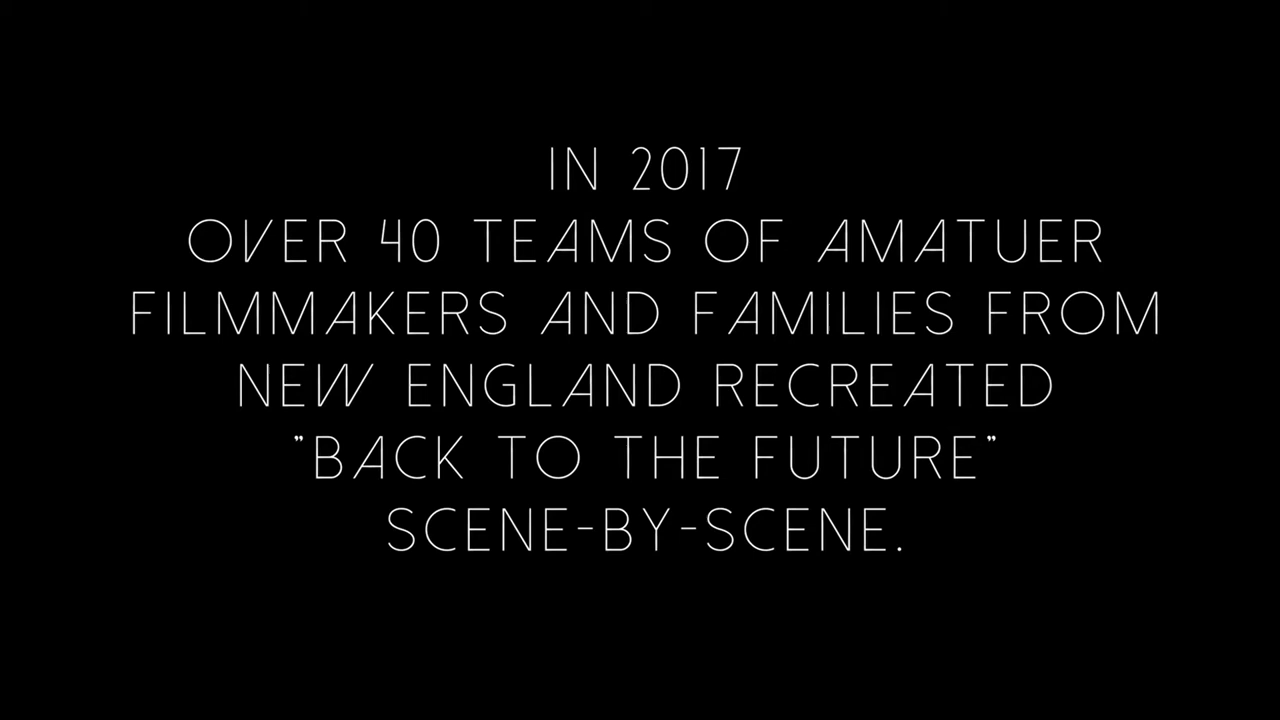 IN 2017
OVER 40 TEAMS OF AMATUER
FILMMAKERS AND FAMILIES FROM
NEW ENGLAND RECREATED
"BACK TO THE FUTURE"
SCENE-BY-SCENE.